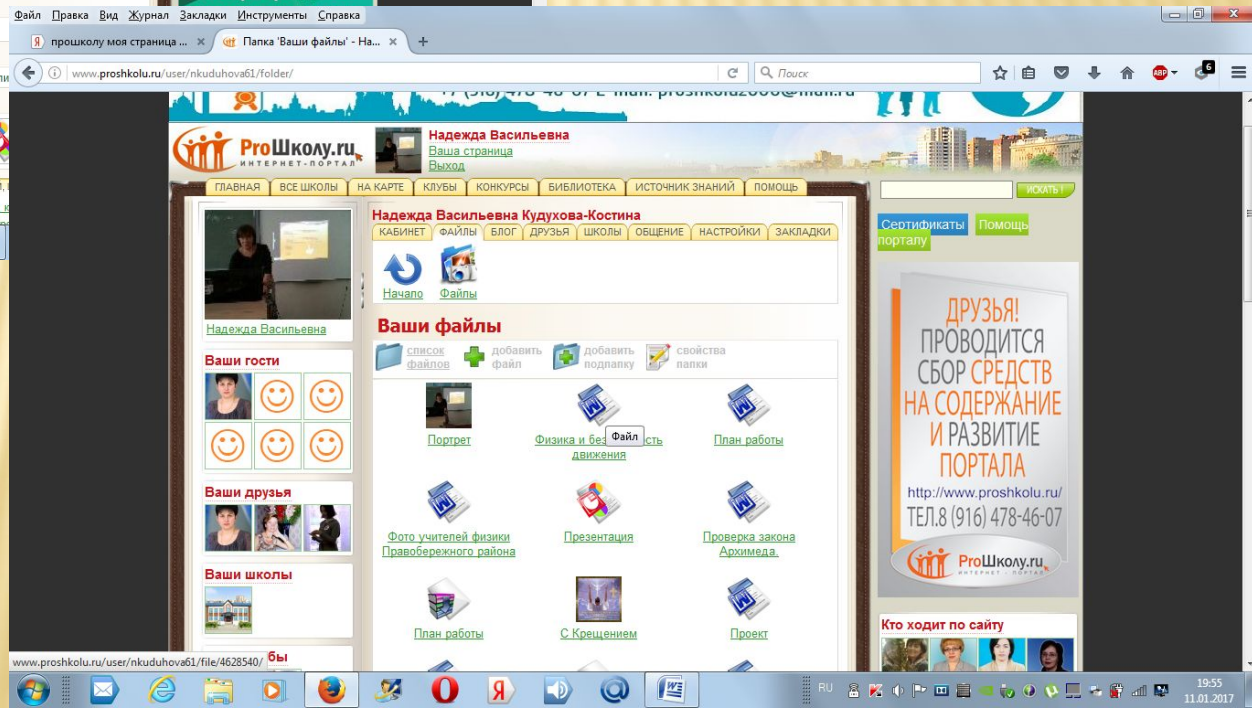 Файл Правка Вид Журнал Закладки Инструменты Справка
прошколу моя страница ... × Папка 'Ваши файлы' - На... × +
www.proshkolu.ru/user/nkuduhova61/folder/
Поиск
ABP
6
ProШколу.ru
ИНТЕРНЕТ-ПОРТАЛ
Надежда Васильевна
Ваша страница
Выход
ГЛАВНАЯ ВСЕ ШКОЛЫ НА КАРТЕ КЛУБЫ КОНКУРСЫ БИБЛИОТЕКА ИСТОЧНИК ЗНАНИЙ ПОМОЩЬ
ИСКАТЬ !
Надежда Васильевна Кудухова-Костина
КАБИНЕТ ФАЙЛЫ БЛОГ ДРУЗЬЯ ШКОЛЫ ОБЩЕНИЕ НАСТРОЙКИ ЗАКЛАДКИ
Начало Файлы
Ваши файлы
список файлов
добавить файл
добавить подпапку
свойства папки
Портрет
Физика и без сть
движения
Файл
План работы
Фото учителей физики
Правобережного района
Презентация
Проверка закона
Архимеда.
План работы
С Крещением
Проект
Надежда Васильевна
Ваши гости
Ваши друзья
Ваши школы
бы
Сертификаты Помощь
порталу
ДРУЗЬЯ!
ПРОВОДИТСЯ
СБОР СРЕДСТВ
НА СОДЕРЖАНИЕ
И РАЗВИТИЕ
ПОРТАЛА
http://www.proshkolu.ru/
ТЕЛ.8 (916) 478-46-07
ProШколу.ru
ИНТЕРНЕТ - ПОРТАЛ
Кто ходит по сайту
www.proshkolu.ru/user/nkuduhova61/file/4628540/
RU
19:55
11.01.2017